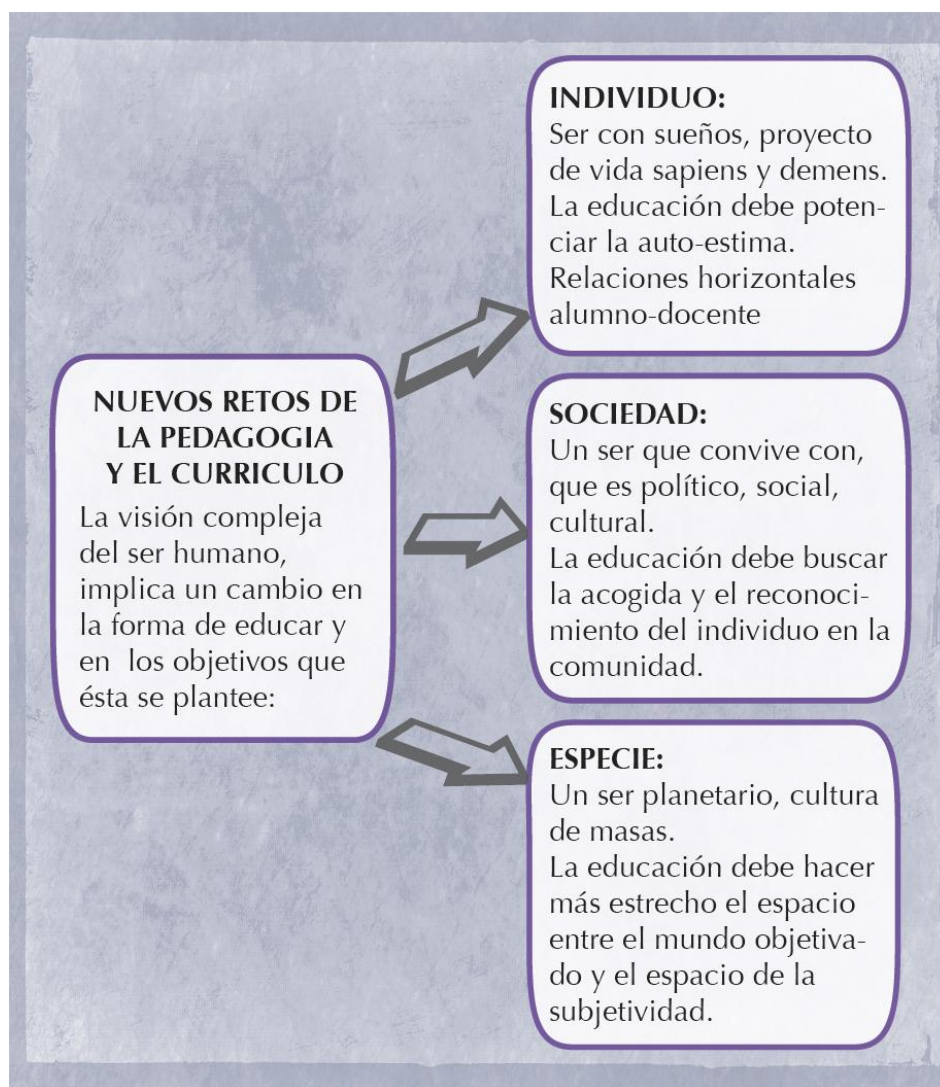 NUEVOS RETOS DE
LA PEDAGOGIA
Y EL CURRICULO
La visión compleja
del ser humano,
implica un cambio en
la forma de educar y
en los objetivos que
ésta se plantee:
INDIVIDUO:
Ser con sueños, proyecto
de vida sapiens y demens.
La educación debe poten-
ciar la auto-estima.
Relaciones horizontales
alumno-docente
SOCIEDAD:
Un ser que convive con,
que es político, social,
cultural.
La educación debe buscar
la acogida y el reconoci-
miento del individuo en la
comunidad.
ESPECIE:
Un ser planetario, cultura
de masas.
La educación debe hacer
más estrecho el espacio
entre el mundo objetiva-
do y el espacio de la
subjetividad.